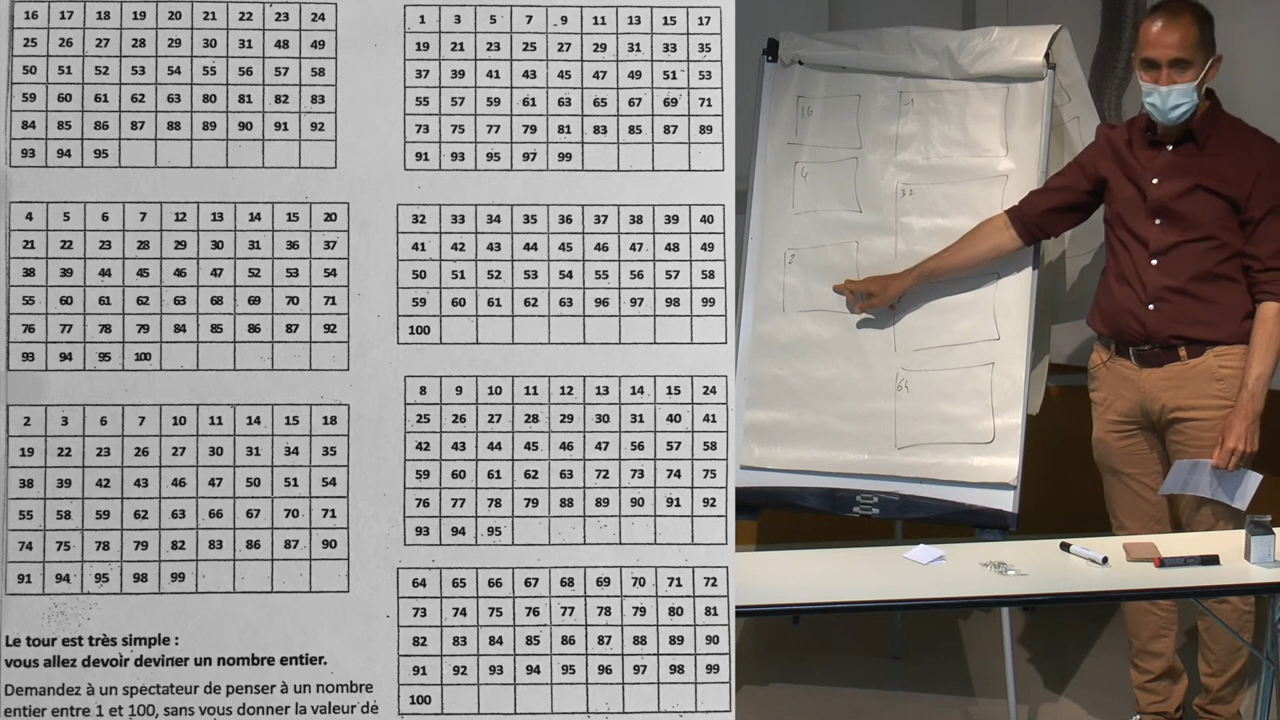 16 17 18 19 20 21 22 23 24
25 26 27 28 29 30 31 48 49
50 51 52 53 54 55 56 57 58
59 60 61 62 63 80 81 82 83
84 85 86 87 88 89 90 91 92
93 94 95
4 5 6 7 12 13 14 15 20
21 22 23 28 29 30 31 36 37
38 39 44 45 46 47 52 53 54
55 60 61 62 63 68 69 70 71
76 77 78 79 84 85 86 87 92
93 94 95 100
2 3 6 7 10 11 14 15 18
19 22 23 26 27 30 31 34 35
38 39 42 43 46 47 50 51 54
55 58 59 62 63 66 67 70 71
74 75 78 79 82 83 86 87 90
91 94 95 98 99
Le tour est très simple :
vous allez devoir deviner un nombre entier.
Demandez à un spectateur de penser à un nombre
entier entre 1 et 100, sans vous donner la valeur de
1 3 5 7 9 11 13 15 17
19 21 23 25 27 29 31 33 35
37 39 41 43 45 47 49 51 53
55 57 59 61 63 65 67 69 71
73 75 77 79 81 83 85 87 89
91 93 95 97 99
32 33 34 35 36 37 38 39 40
41 42 43 44 45 46 47 48 49
50 51 52 53 54 55 56 57 58
59 60 61 62 63 96 97 98 99
100
8 9 10 11 12 13 14 15 24
25 26 27 28 29 30 31 40 41
42 43 44 45 46 47 56 57 58
59 60 61 62 63 72 73 74 75
76 77 78 79 88 89 90 91 92
93 94 95
64 65 66 67 68 69 70 71 72
73 74 75 76 77 78 79 80 81
82 83 84 85 86 87 88 89 90
91 92 93 94 95 96 97 98 99
100
16
1
4
32
2
64